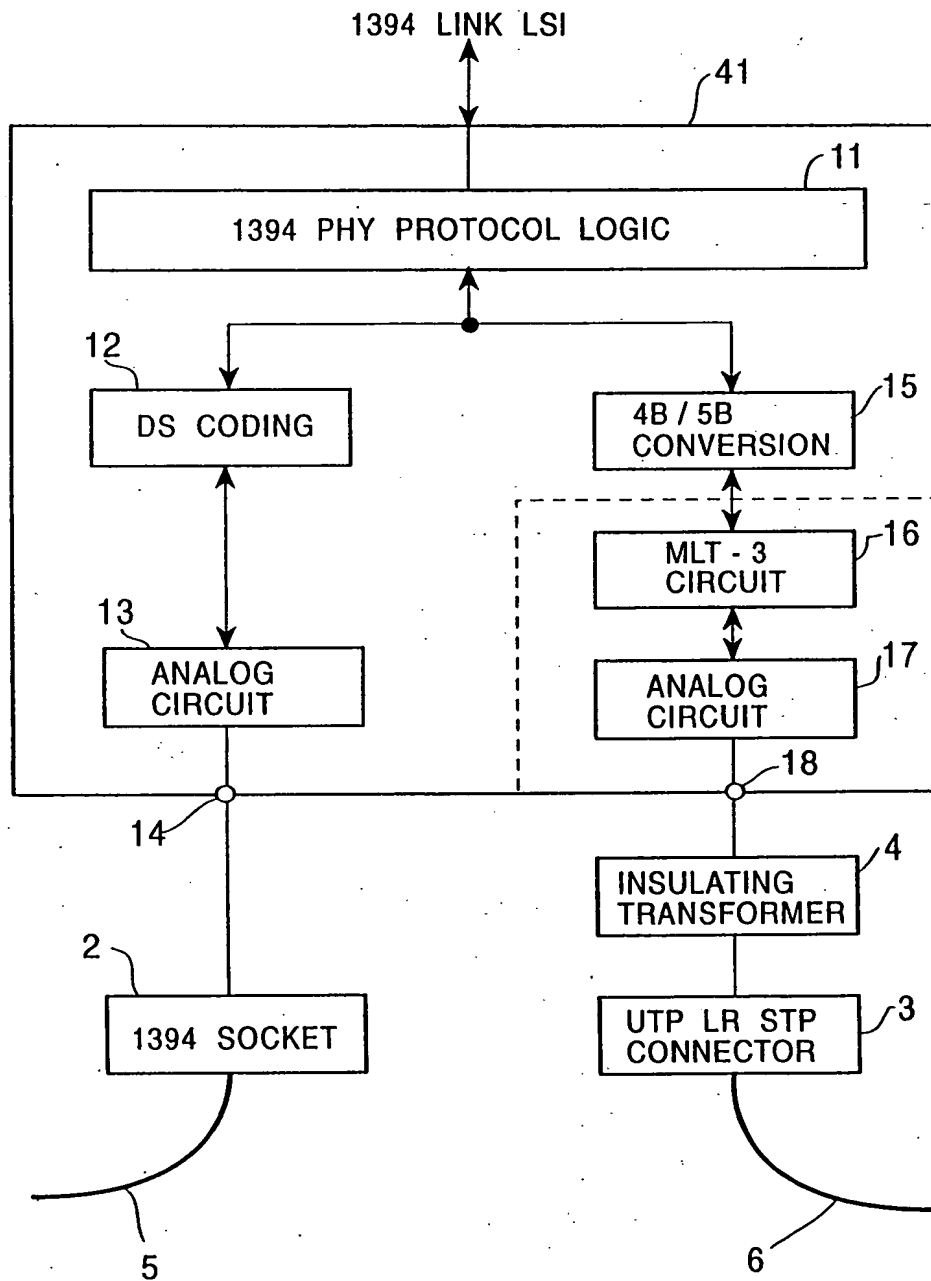 1394 LINK LSI
41
11
1394 PHY PROTOCOL LOGIC
12
DS CODING
15
4B / 5B
CONVERSION
16
MLT - 3
CIRCUIT
13
ANALOG
CIRCUIT
17
ANALOG
CIRCUIT
14
18
4
INSULATING
TRANSFORMER
2
1394 SOCKET
3
UTP LR STP
CONNECTOR
5
6